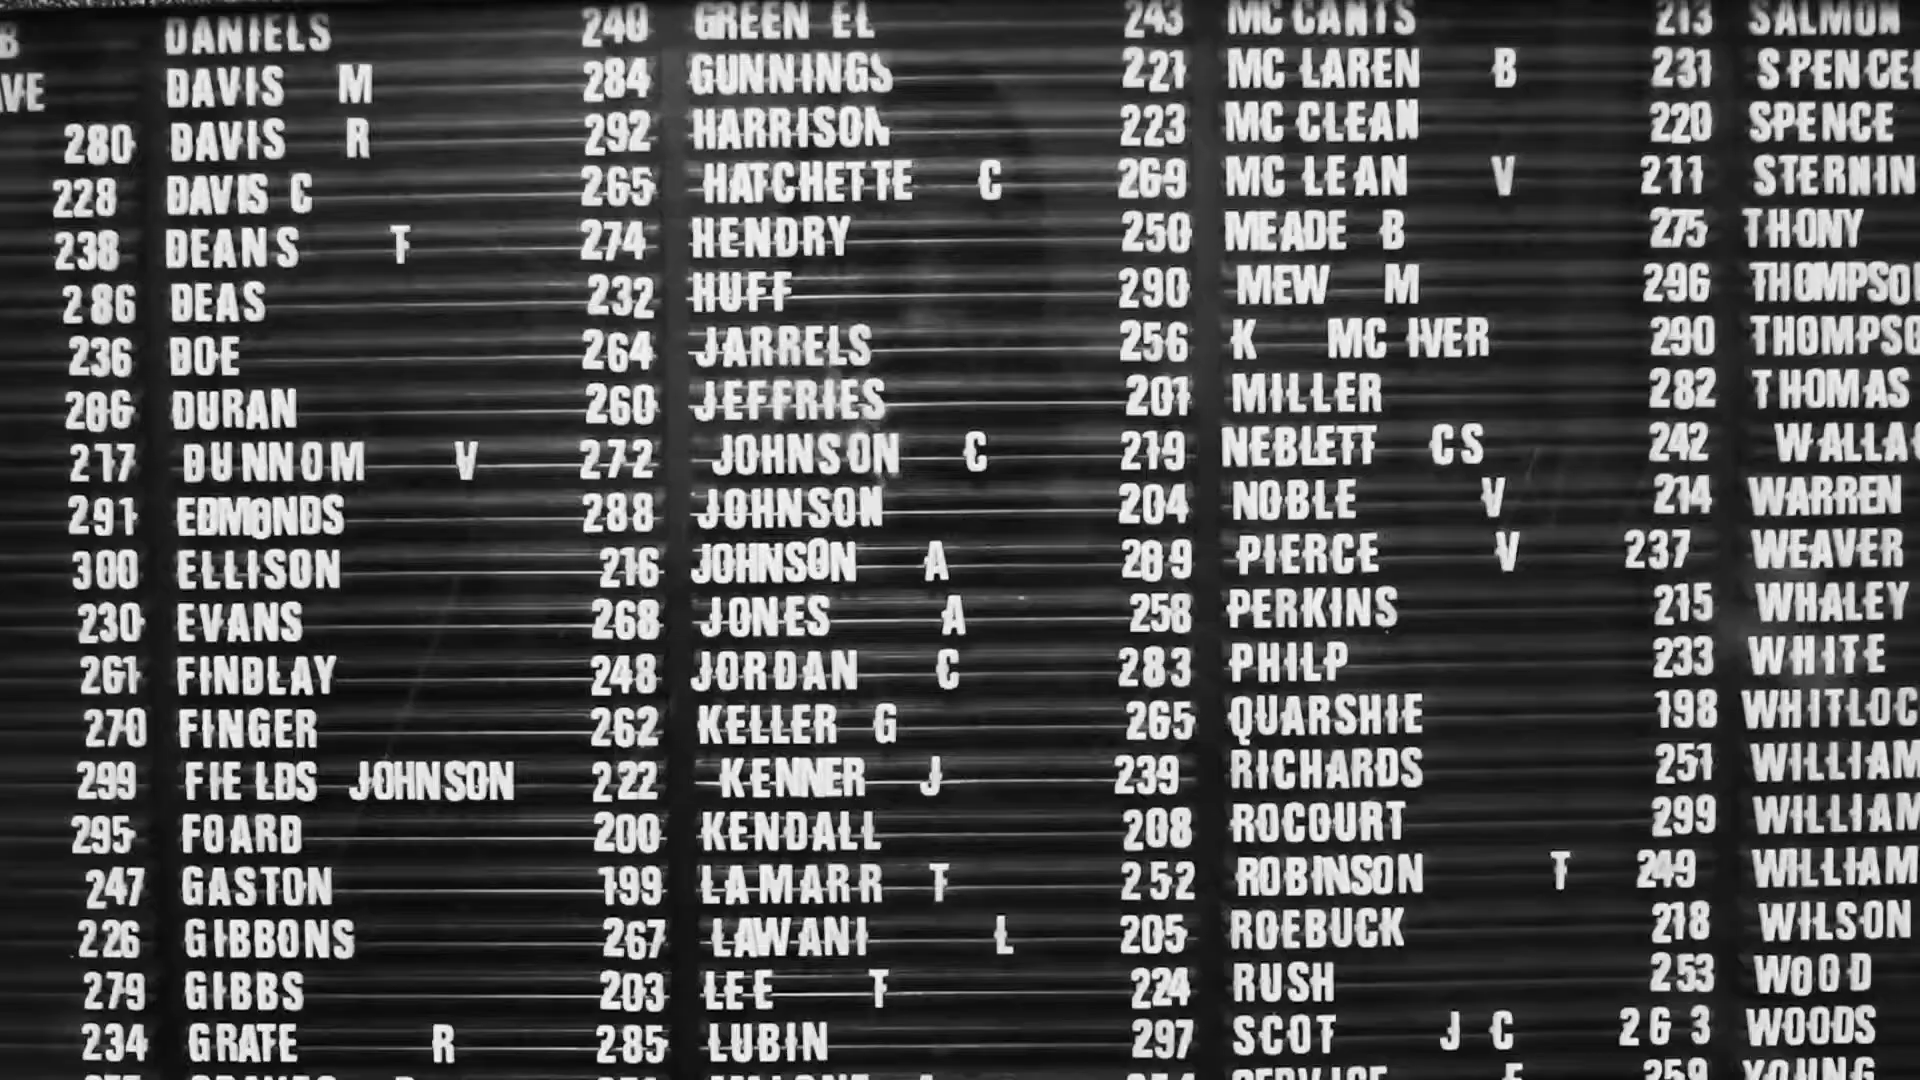 DANIELS 240 GREEN EL 243 MC CANTS 213 SALMON
DAVIS M 284 GUNNINGS 221 MC LAREN B 231 SPENCE
280 DAVIS R 292 HARRISON 223 MC CLEAN 220 SPENCE
228 DAVIS C 265 HATCHETTE C 269 MC LEAN V 211 STERNIN
238 DEANS T 274 HENDRY 250 MEADE B 275 THONY
286 DEAS 232 HUFF 290 MEW M 296 THOMPSO
236 DOE 264 JARRELS 256 K MC IVER 290 THOMPSO
206 DURAN 260 JEFFRIES 201 MILLER 282 THOMAS
217 DUNNOM V 272 JOHNSON C 219 NEBLETT CS 242 WALLA
291 EDMONDS 288 JOHNSON 204 NOBLE V 214 WARREN
300 ELLISON 216 JOHNSON A 209 PIERCE V 237 WEAVER
230 EVANS 268 JONES A 258 PERKINS 215 WHALEY
261 FINDLAY 248 JORDAN C 283 PHILP 233 WHITE
270 FINGER 262 KELLER G 265 QUARSHIE 198 WHITLOC
299 FIELDS JOHNSON 222 KENNER J 239 RICHARDS 251 WILLIAM
295 FOARD 200 KENDALL 208 ROCOURT 299 WILLIAM
247 GASTON 199 LAMARR T 252 ROBINSON T 249 WILLIAM
226 GIBBONS 267 LAWANI L 205 ROEBUCK 218 WILSON
279 GIBBS 203 LEE T 224 RUSH 253 WOOD
234 GRATE R 285 LUBIN 297 SCOT J C 263 WOODS
259 YOUNG